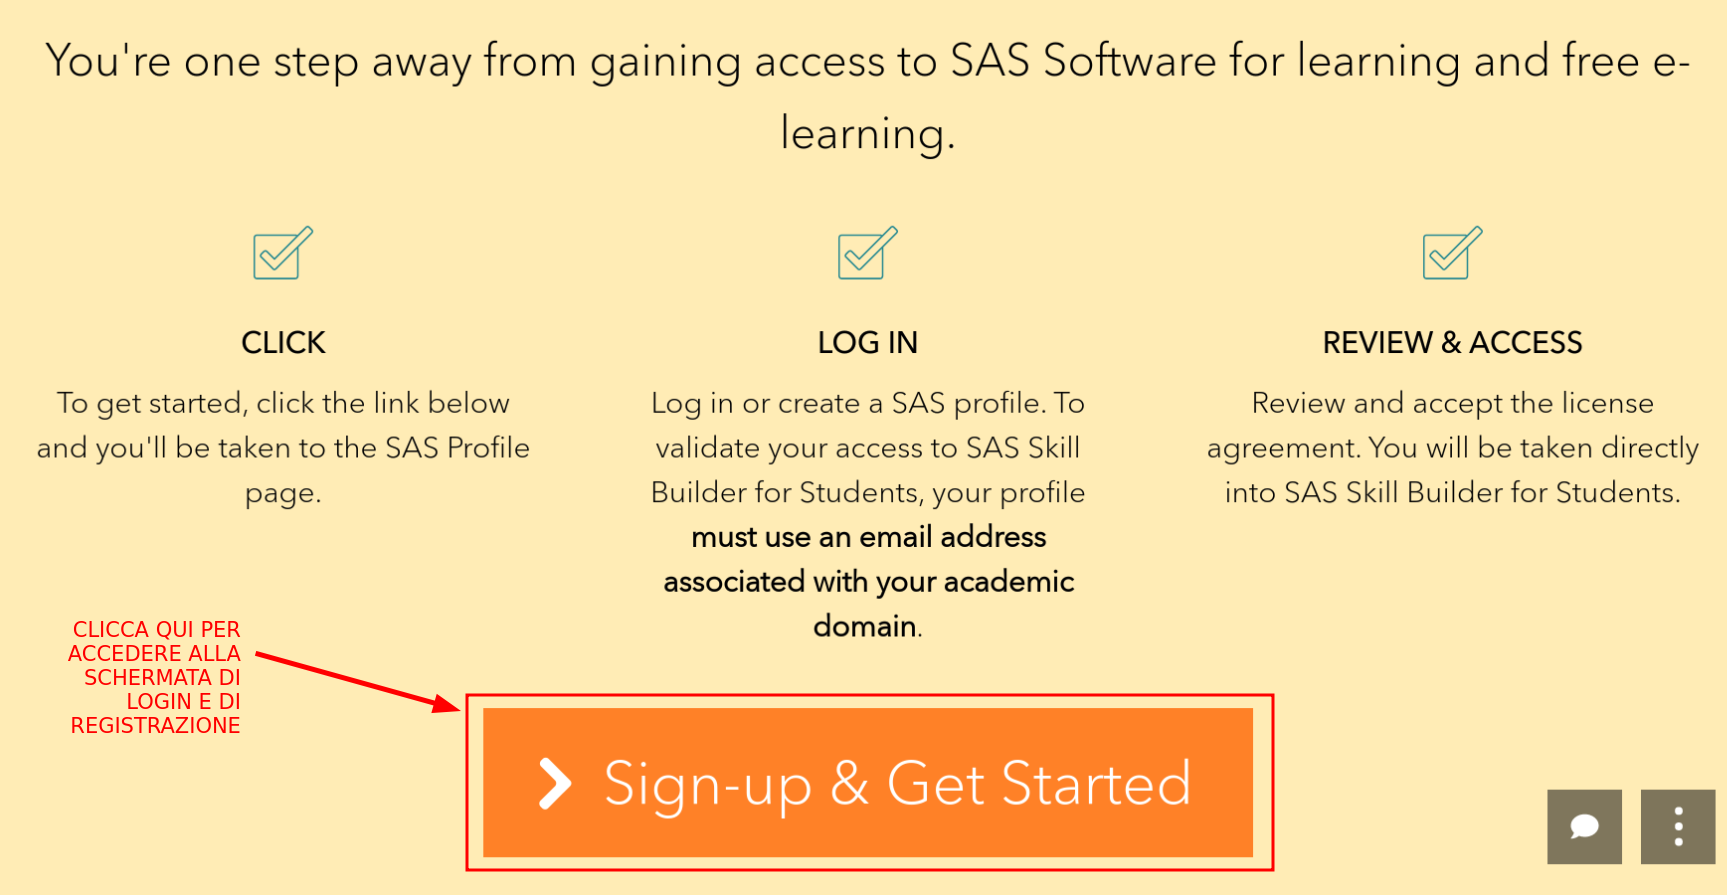 You're one step away from gaining access to SAS Software for learning and free e-
learning.
CLICK
To get started, click the link below
and you'll be taken to the SAS Profile
page.
LOG IN
Log in or create a SAS profile. To
validate your access to SAS Skill
Builder for Students, your profile
must use an email address
associated with your academic
domain.
REVIEW & ACCESS
Review and accept the license
agreement. You will be taken directly
into SAS Skill Builder for Students.
CLICCA QUI PER
ACCEDERE ALLA
SCHERMATA DI
LOGIN E DI
REGISTRAZIONE
Sign-up & Get Started